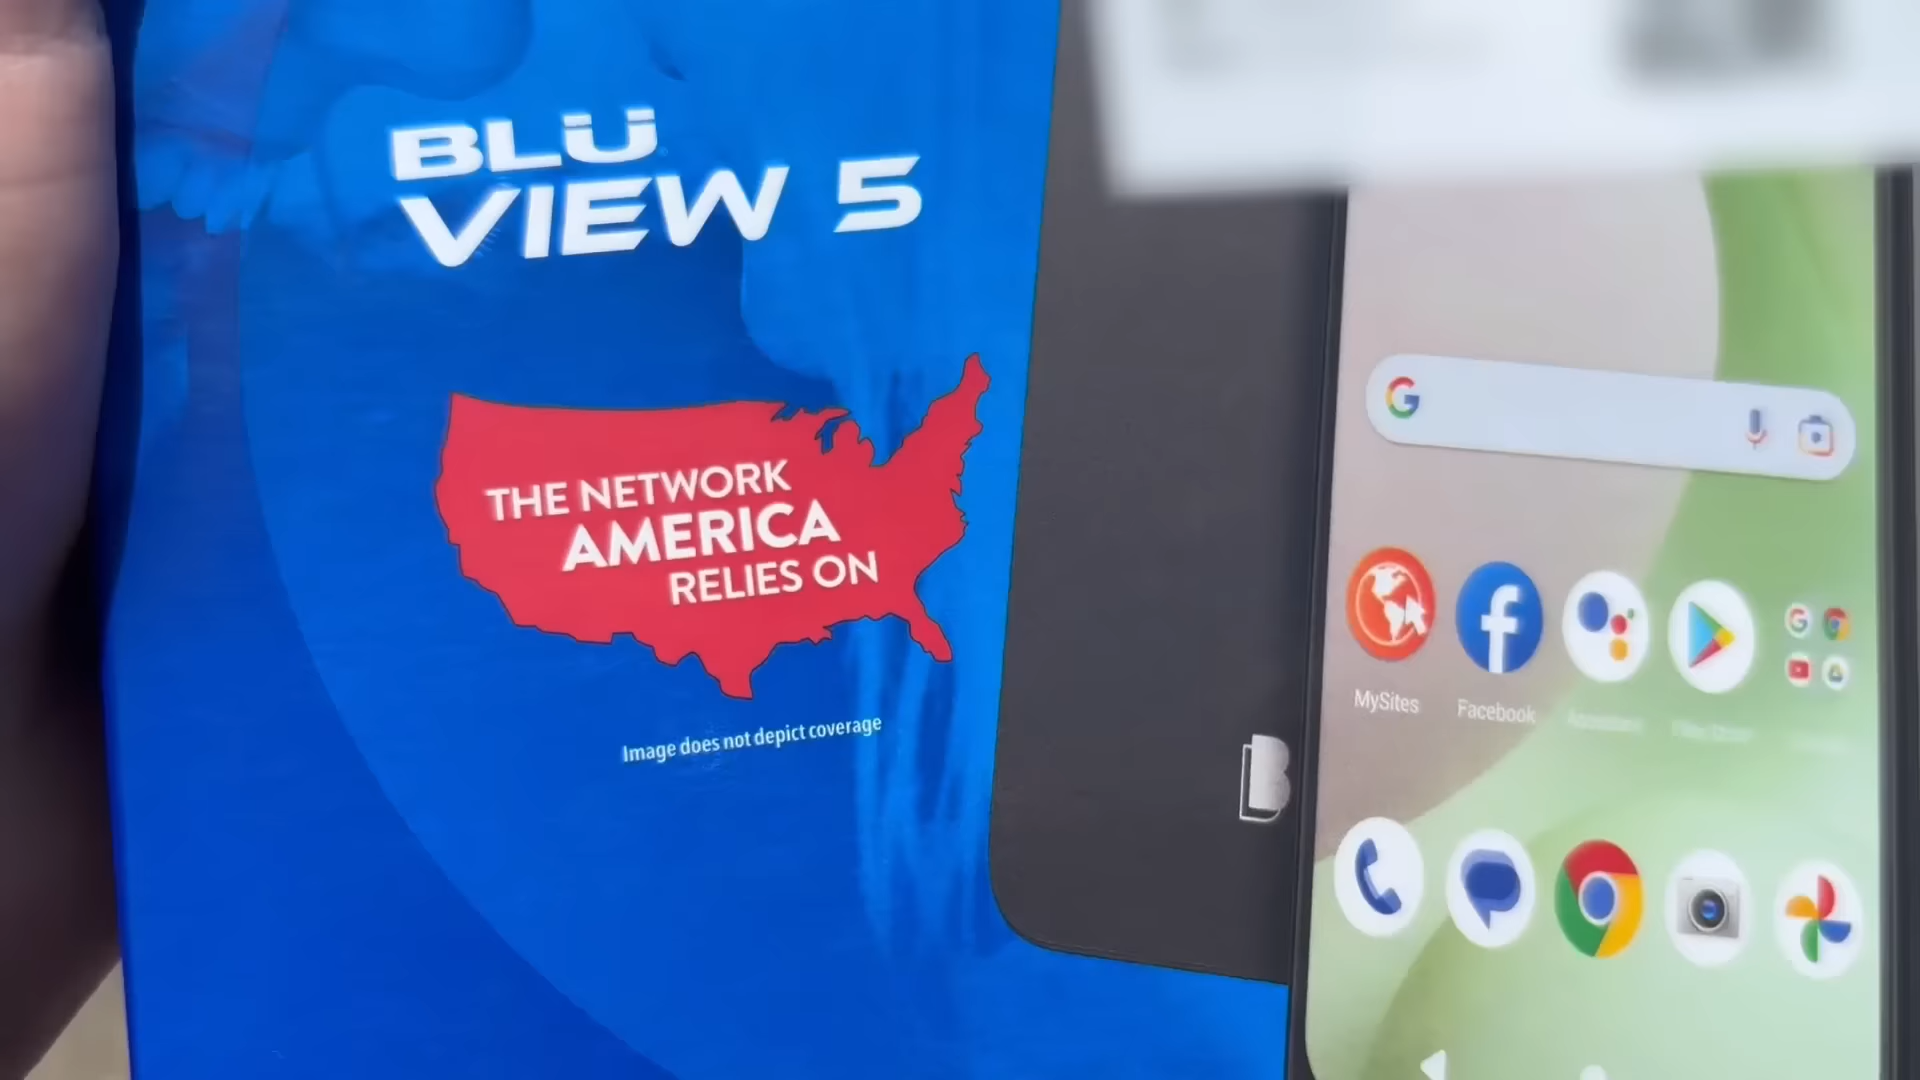 BLU
VIEW 5
THE NETWORK
AMERICA
RELIES ON
Image does not depict coverage
MySites
Facebook